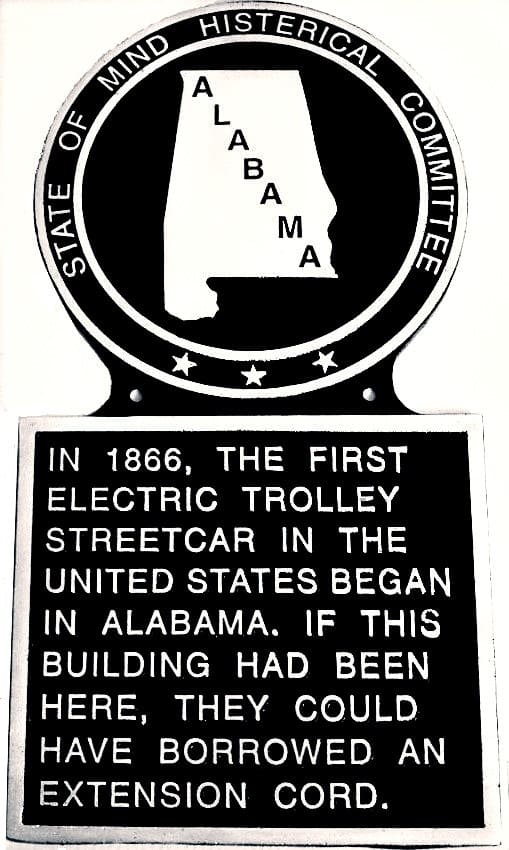 STATE OF MIND HISTERICAL COMMITTEE
ALABAMA
IN 1866, THE FIRST
ELECTRIC TROLLEY
STREETCAR IN THE
UNITED STATES BEGAN
IN ALABAMA. IF THIS
BUILDING HAD BEEN
HERE, THEY COULD
HAVE BORROWED AN
EXTENSION CORD.